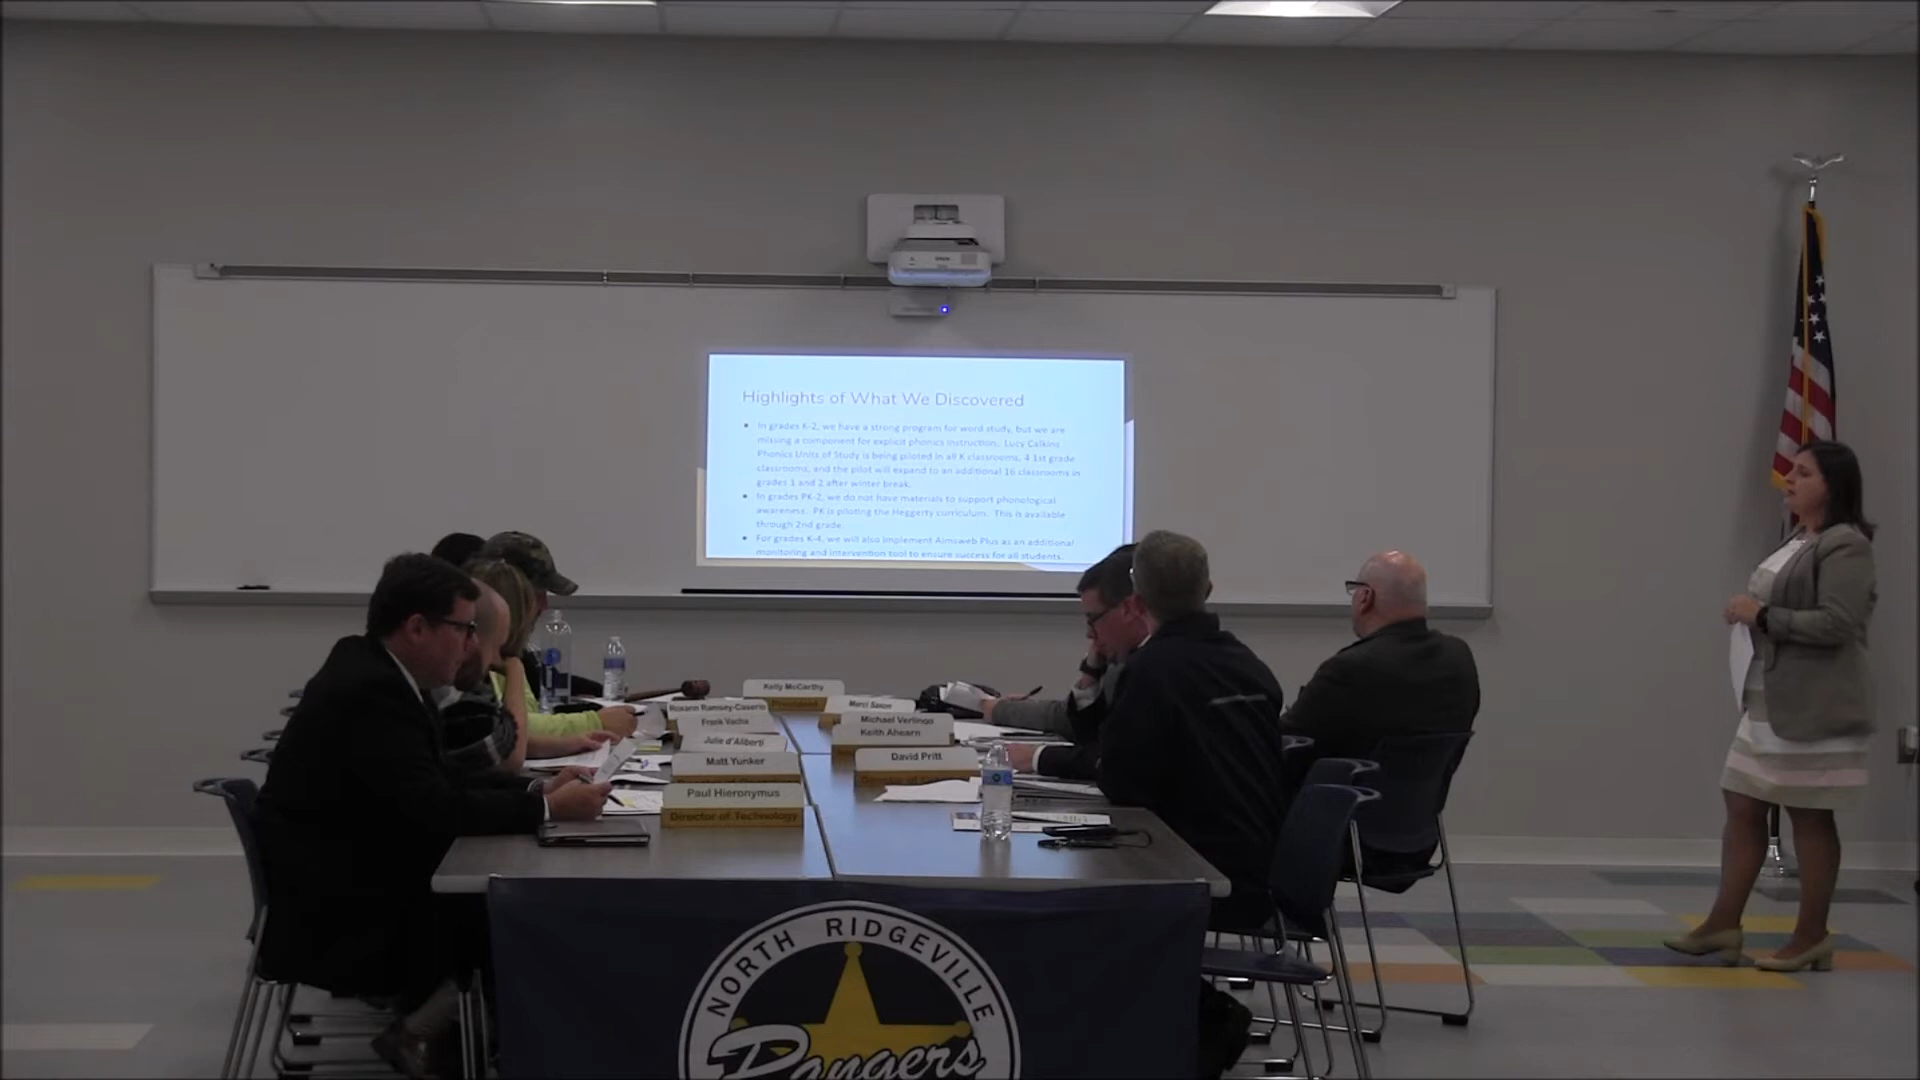 Highlights of What We Discovered
In grades K-2, we have a strong program for word study, but we are
missing a component for explicit phonics instruction. Lucy Calkins
Phonics Units of Study is being piloted in all K classrooms, 4 1st grade
classrooms, and the pilot will expand to an additional 16 classrooms in
grades 1 and 2 after winter break.
In grades PK-2, we do not have materials to support phonological
awareness. PK is piloting the Heggerty curriculum. This is available
through 2nd grade.
For grades K-4, we will also implement Aimsweb Plus as an additional
monitoring and intervention tool to ensure success for all students.
Kelly McCarthy
President
Roxann Ramsey-Caserio
Marci Saxon
Frank Vacha
Michael Verlingo
Julie d'Aliberti
Keith Ahearn
Matt Yunker
David Pritt
Paul Hieronymus
Director of Technology
NORTH RIDGEVILLE
Rangers